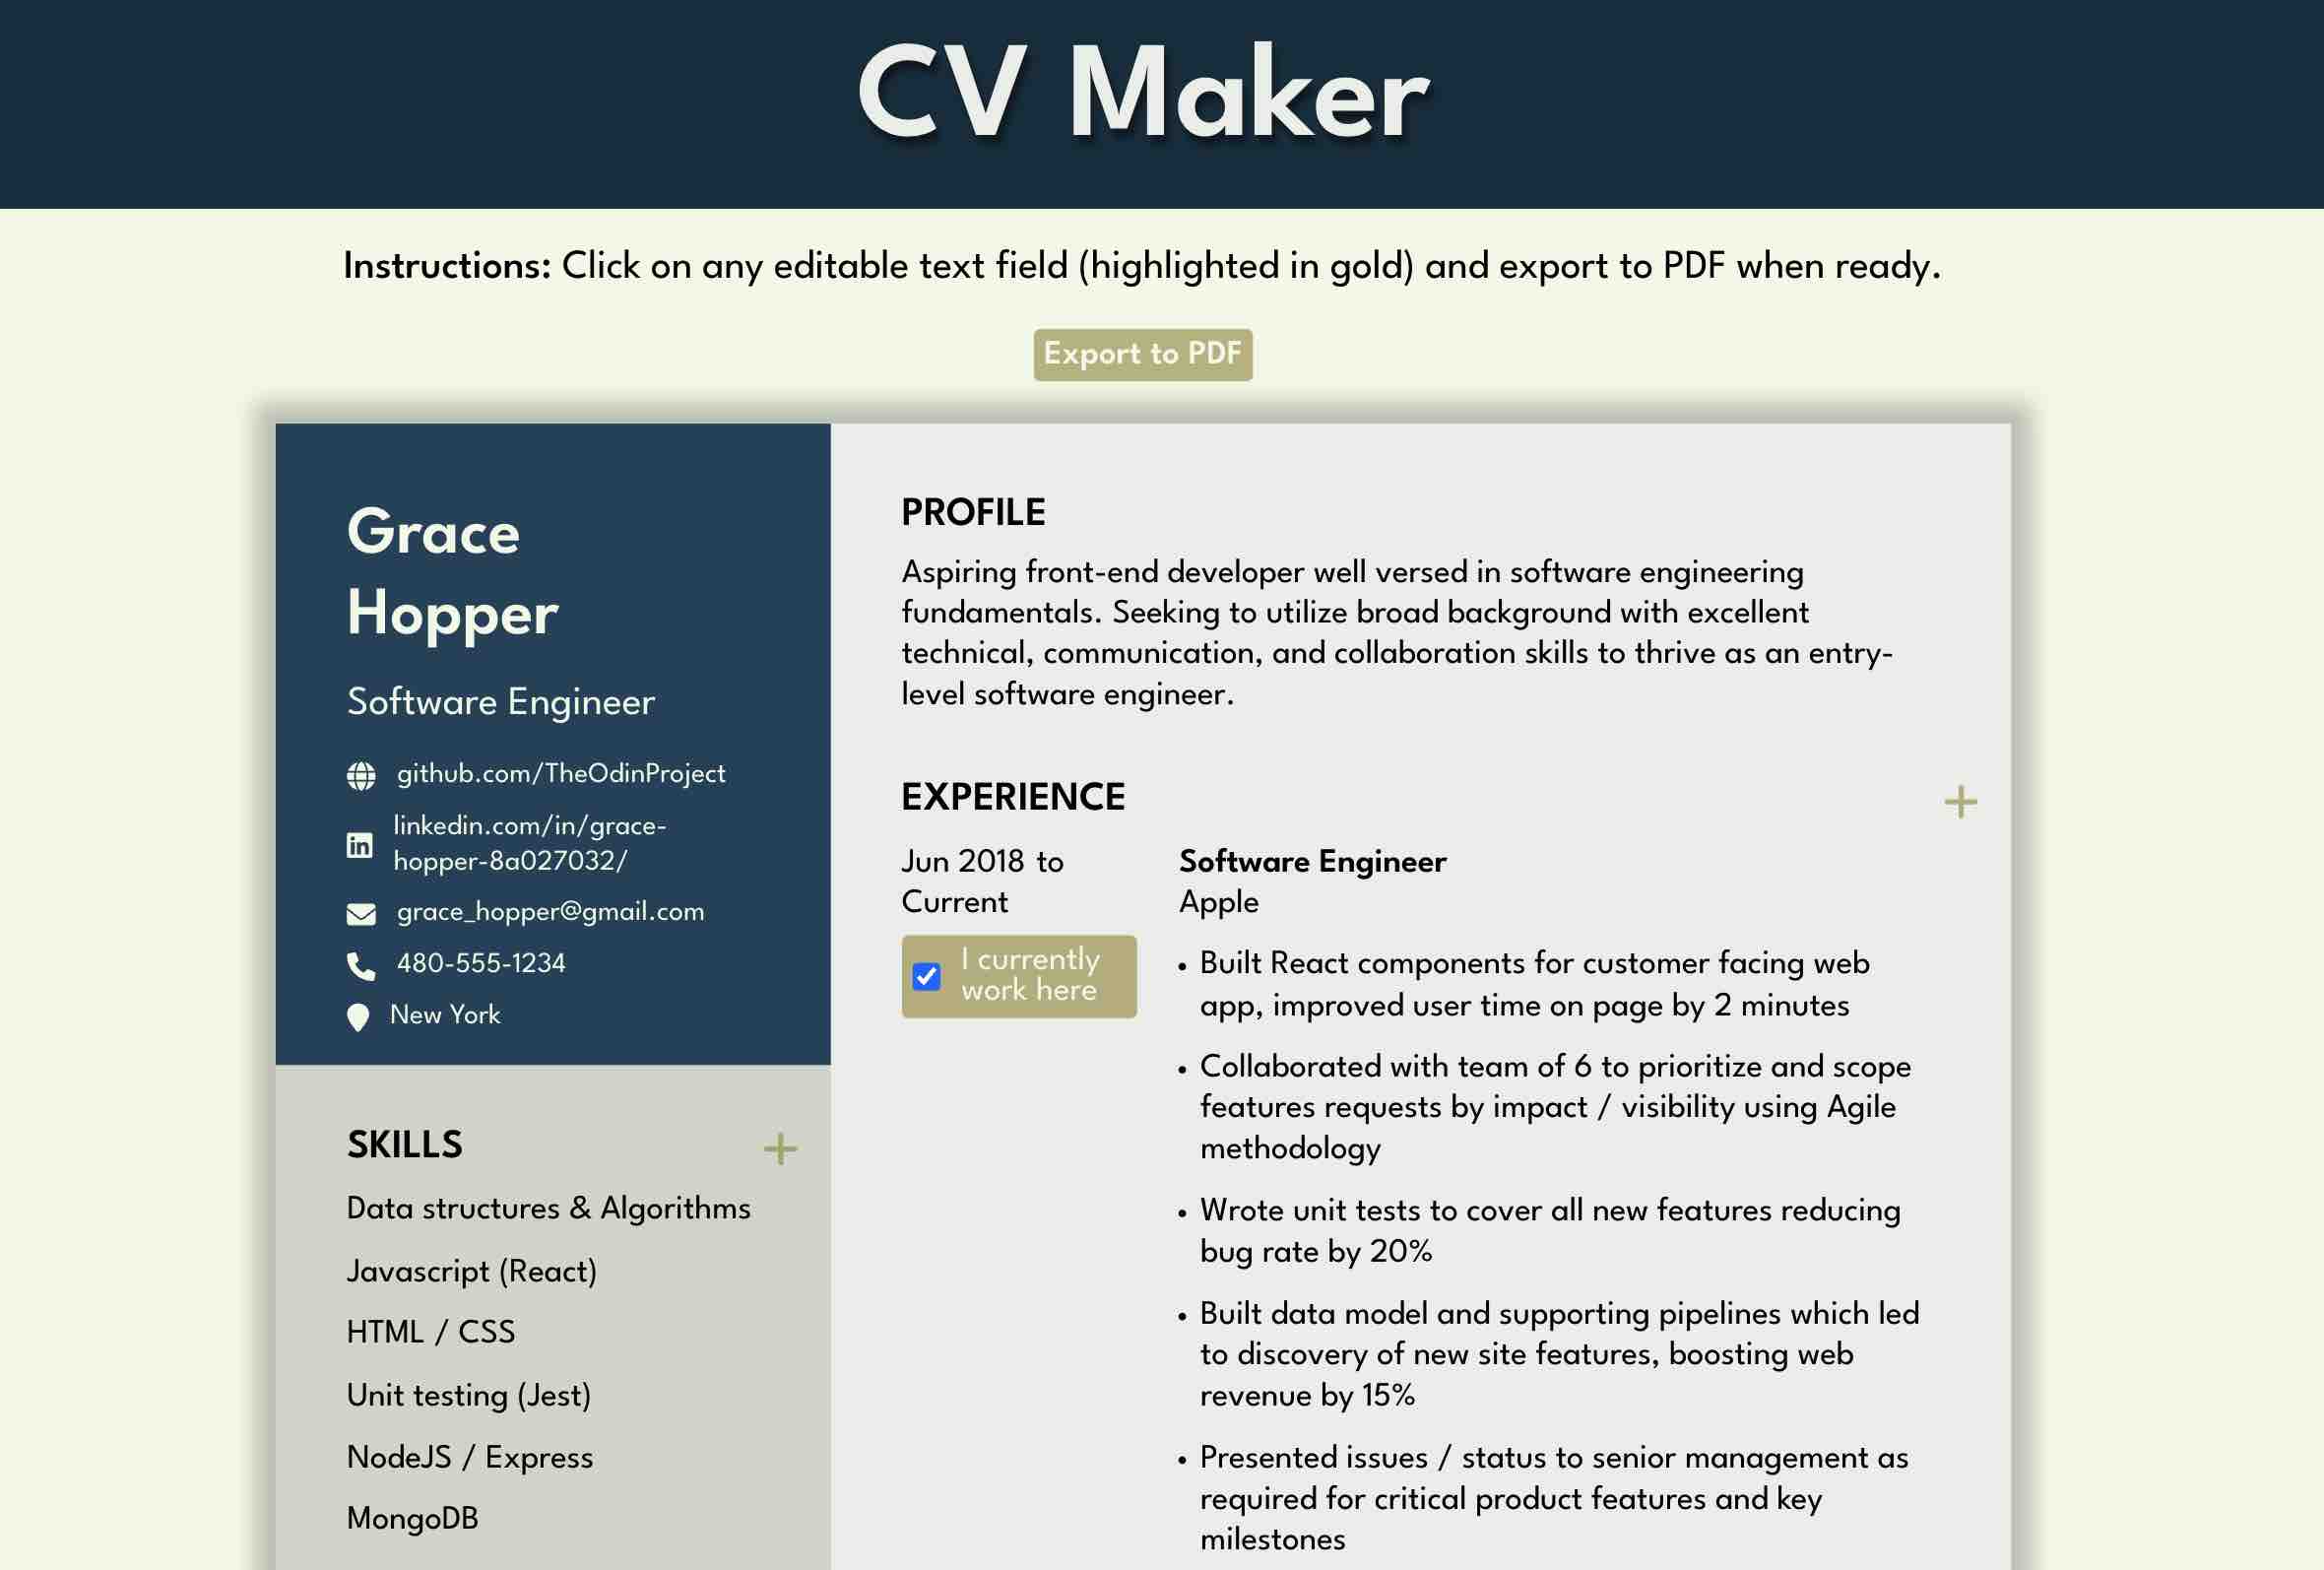 CV Maker
Instructions: Click on any editable text field (highlighted in gold) and export to PDF when ready.
Export to PDF
Grace
Hopper
Software Engineer
github.com/TheOdinProject
linkedin.com/in/grace-
hopper-8a027032/
grace_hopper@gmail.com
480-555-1234
New York
SKILLS
Data structures & Algorithms
Javascript (React)
HTML / CSS
Unit testing (Jest)
NodeJS / Express
MongoDB
PROFILE
Aspiring front-end developer well versed in software engineering
fundamentals. Seeking to utilize broad background with excellent
technical, communication, and collaboration skills to thrive as an entry-
level software engineer.
EXPERIENCE
Jun 2018 to
Current
I currently
work here
Software Engineer
Apple
• Built React components for customer facing web
app, improved user time on page by 2 minutes
• Collaborated with team of 6 to prioritize and scope
features requests by impact / visibility using Agile
methodology
• Wrote unit tests to cover all new features reducing
bug rate by 20%
• Built data model and supporting pipelines which led
to discovery of new site features, boosting web
revenue by 15%
• Presented issues / status to senior management as
required for critical product features and key
milestones